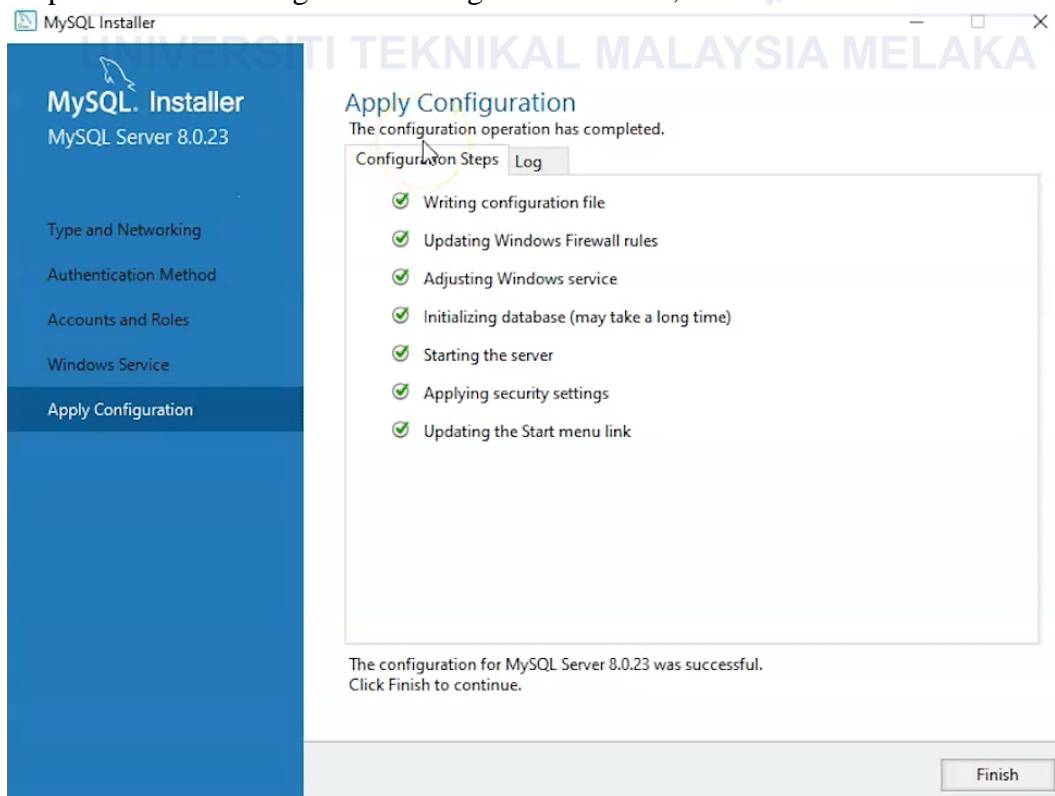 MySQL Installer
UNIVERSITI TEKNIKAL MALAYSIA MELAKA
MySQL. Installer
MySQL Server 8.0.23
Type and Networking
Authentication Method
Accounts and Roles
Windows Service
Apply Configuration
Apply Configuration
The configuration operation has completed.
Configuration Steps Log
Writing configuration file
Updating Windows Firewall rules
Adjusting Windows service
Initializing database (may take a long time)
Starting the server
Applying security settings
Updating the Start menu link
The configuration for MySQL Server 8.0.23 was successful.
Click Finish to continue.
Finish